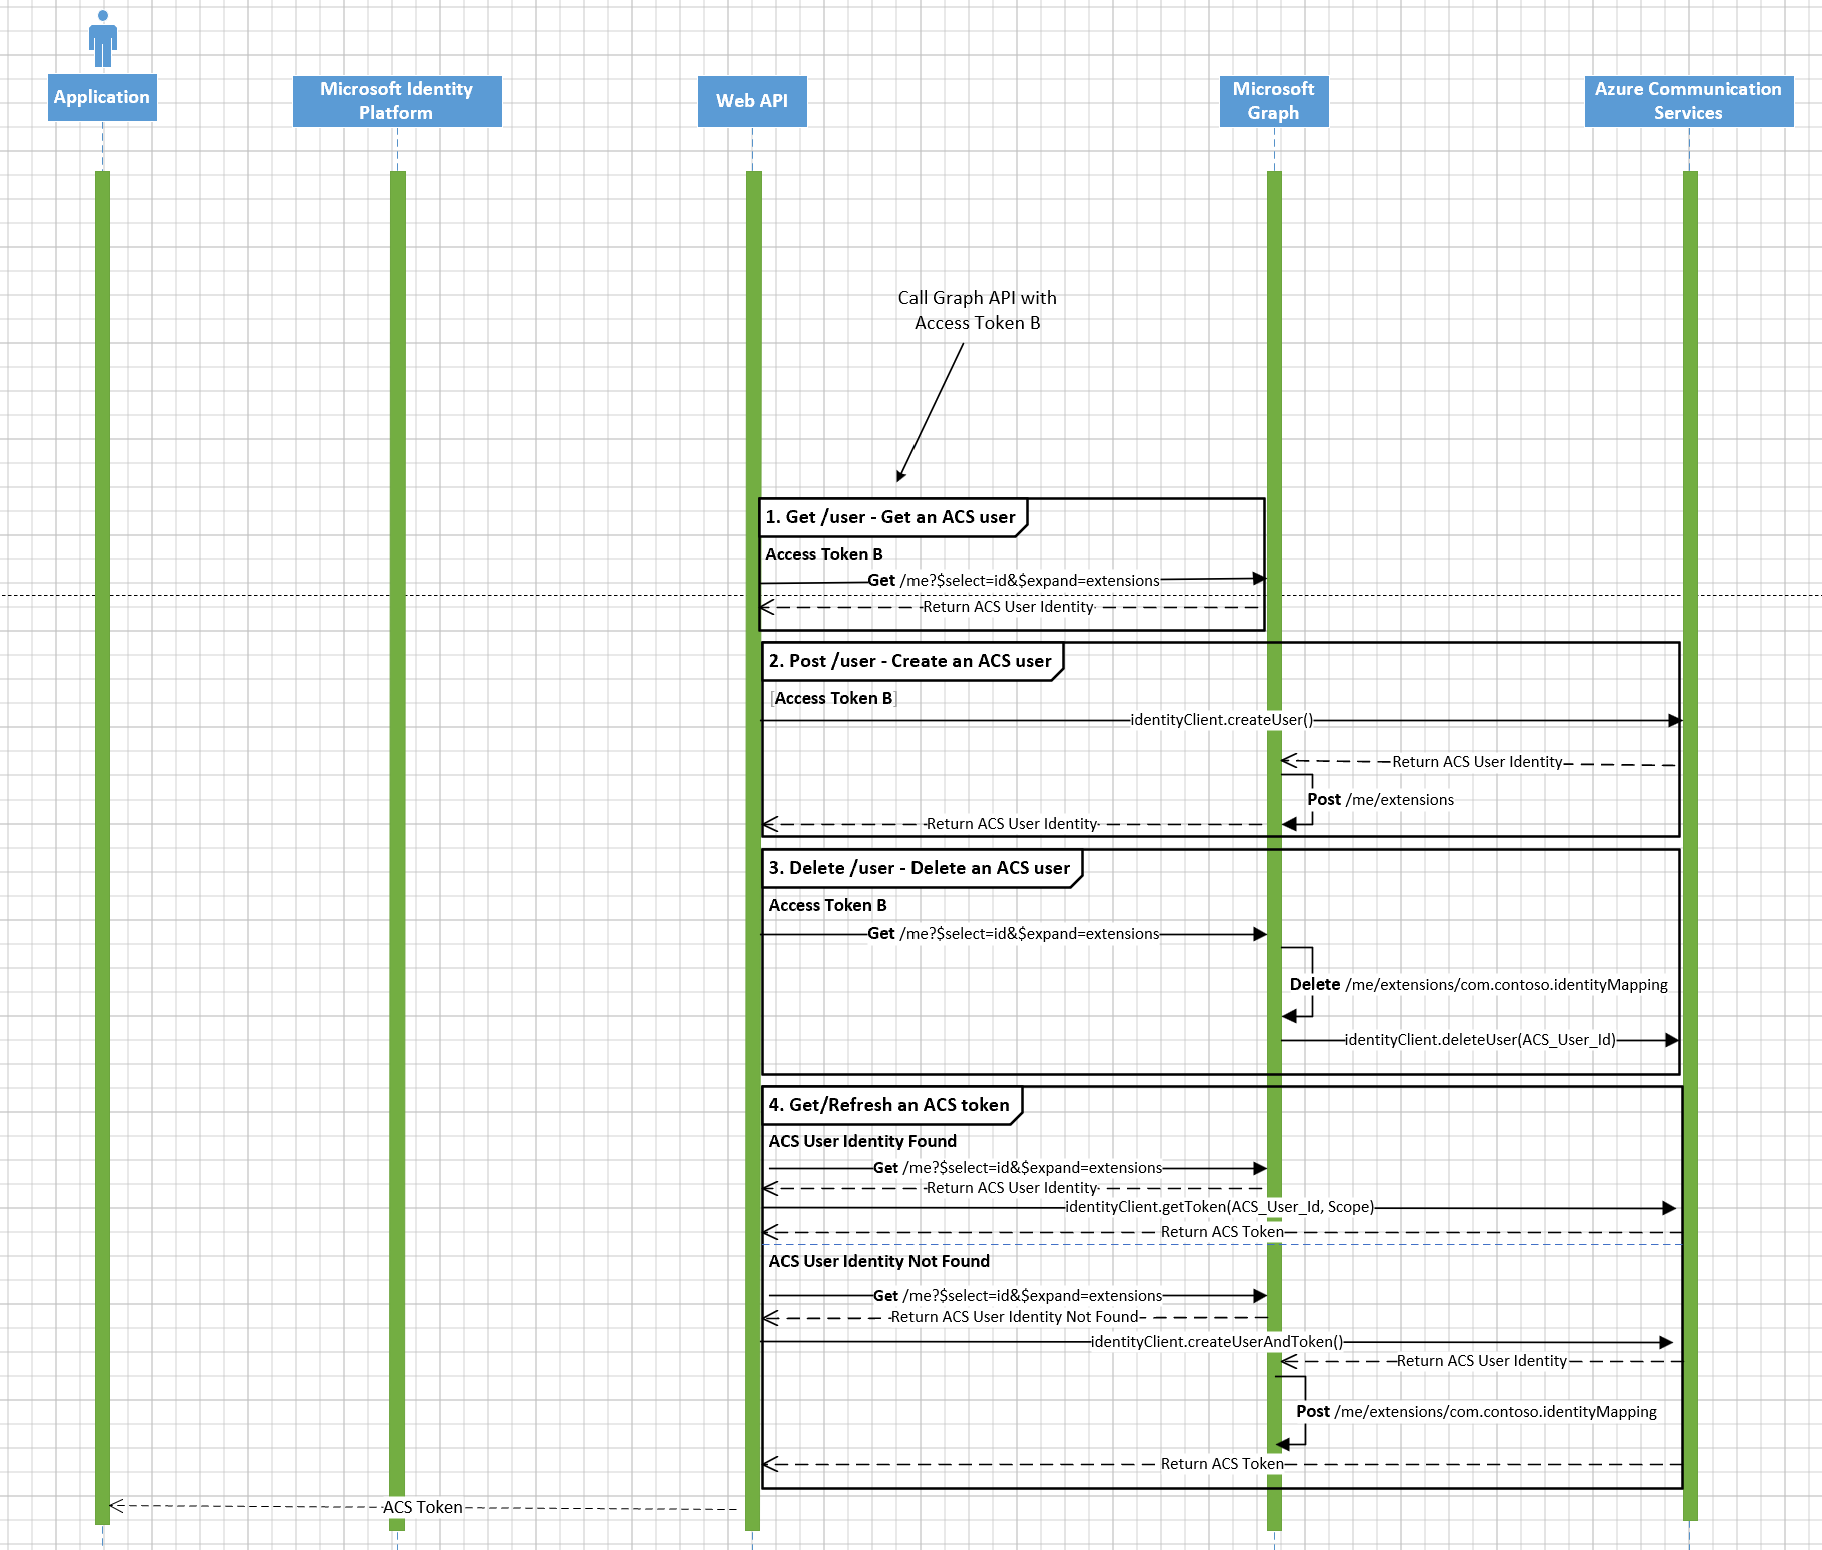 Application
Microsoft Identity
Platform
Web API
Microsoft
Graph
Azure Communication
Services
Call Graph API with
Access Token B
1. Get /user - Get an ACS user
Access Token B
Get /me?$select=id&$expand=extensions
Return ACS User Identity
2. Post /user - Create an ACS user
[Access Token B]
identityClient.createUser()
Return ACS User Identity
Post /me/extensions
Return ACS User Identity
3. Delete /user - Delete an ACS user
Access Token B
Get /me?$select=id&$expand=extensions
Delete /me/extensions/com.contoso.identityMapping
identityClient.deleteUser(ACS_User_Id)
4. Get/Refresh an ACS token
ACS User Identity Found
Get /me?$select=id&$expand=extensions
Return ACS User Identity
identityClient.getToken(ACS_User_Id, Scope)
Return ACS Token
ACS User Identity Not Found
Get /me?$select=id&$expand=extensions
Return ACS User Identity Not Found
identityClient.createUserAndToken()
Return ACS User Identity
Post /me/extensions/com.contoso.identityMapping
Return ACS Token
ACS Token